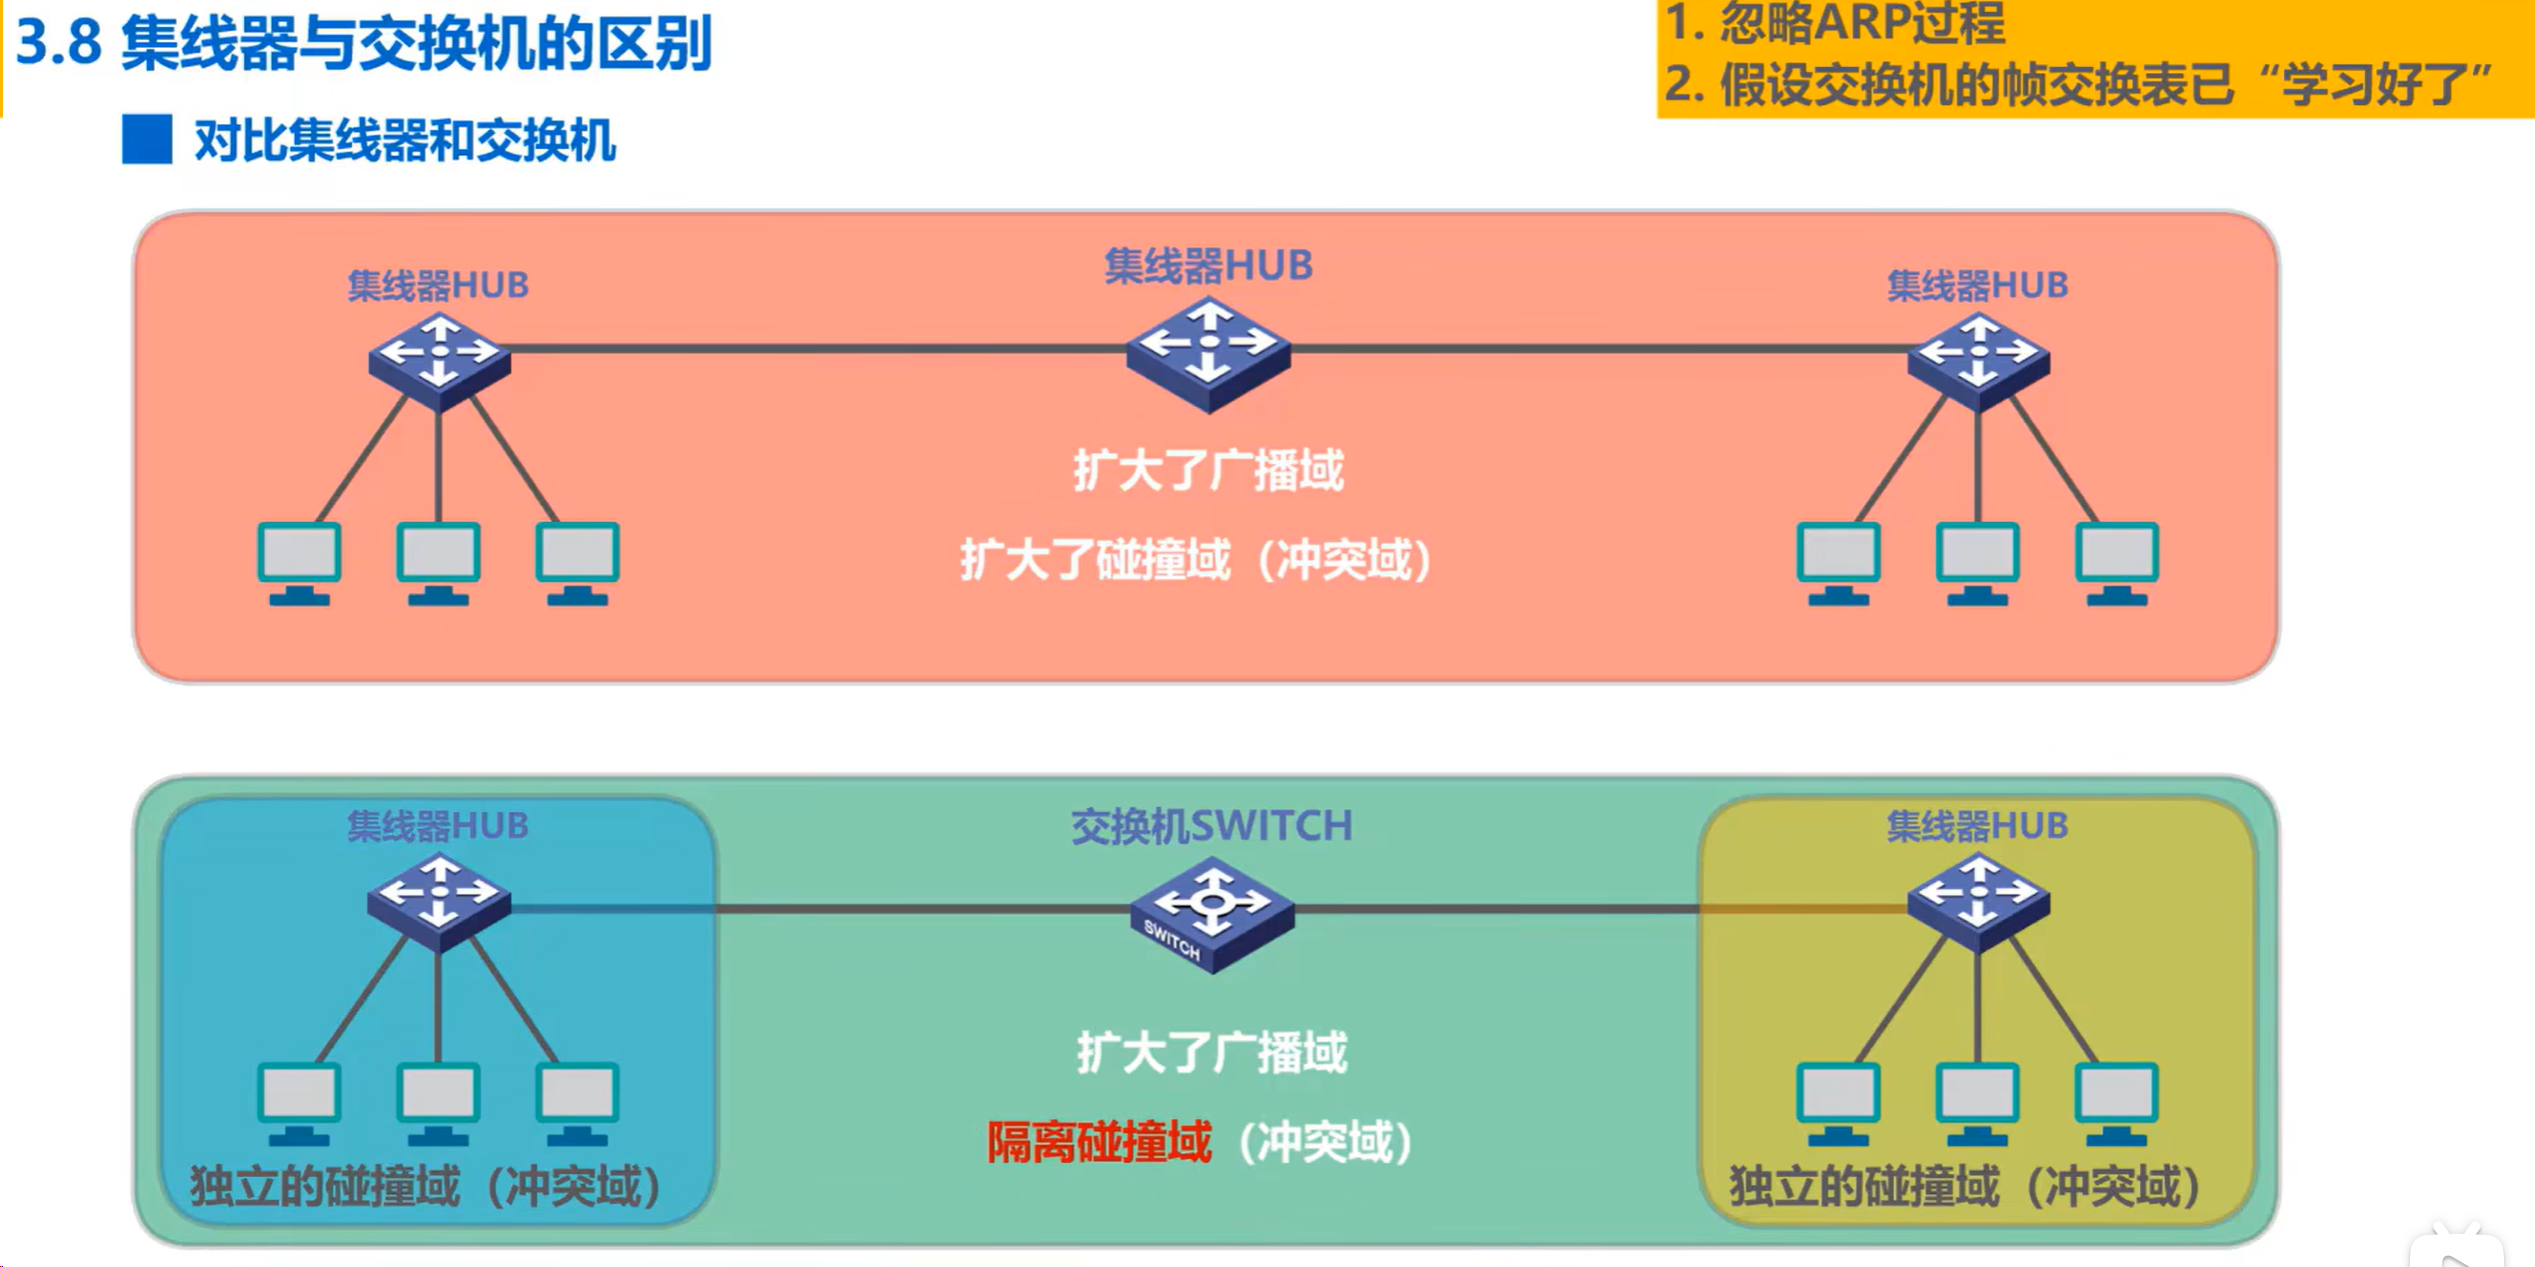 3.8 集线器与交换机的区别
1. 忽略ARP过程
2. 假设交换机的帧交换表已“学习好了”
对比集线器和交换机
集线器HUB
集线器HUB
集线器HUB
扩大了广播域
扩大了碰撞域（冲突域）
集线器HUB
交换机SWITCH
集线器HUB
SWITCH
扩大了广播域
隔离碰撞域（冲突域）
独立的碰撞域（冲突域）
独立的碰撞域（冲突域）